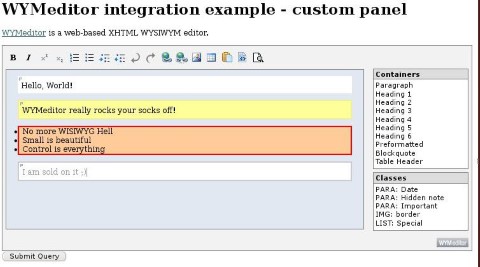 WYMeditor integration example - custom panel
WYMeditor is a web-based XHTML WYSIWYM editor.
B I
P
Hello, World!
P
WYMeditor really rocks your socks off!
No more WISIWYG Hell
Small is beautiful
Control is everything
P
I am sold on it ;)
Containers
Paragraph
Heading 1
Heading 2
Heading 3
Heading 4
Heading 5
Heading 6
Preformatted
Blockquote
Table Header
Classes
PARA: Date
PARA: Hidden note
PARA: Important
IMG: border
LIST: Special
WYMeditor
Submit Query